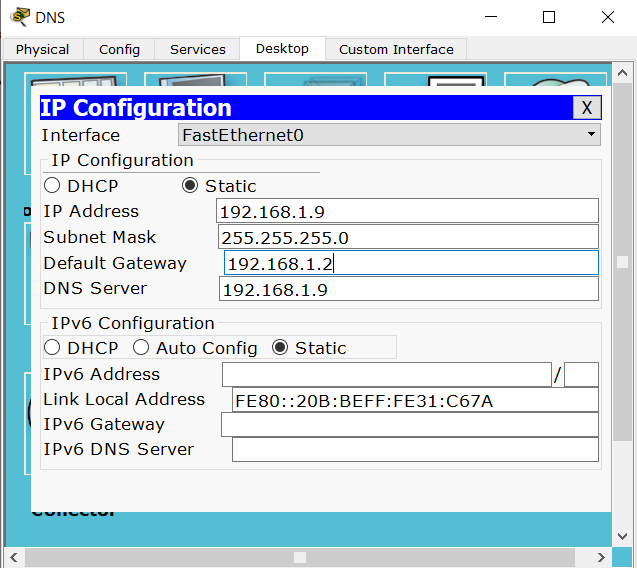 DNS
Physical Config Services Desktop Custom Interface
IP Configuration X
Interface FastEthernet0
IP Configuration
DHCP Static
IP Address 192.168.1.9
Subnet Mask 255.255.255.0
Default Gateway 192.168.1.2
DNS Server 192.168.1.9
IPv6 Configuration
DHCP Auto Config Static
IPv6 Address /
Link Local Address FE80::20B:BEFF:FE31:C67A
IPv6 Gateway
IPv6 DNS Server
Collector